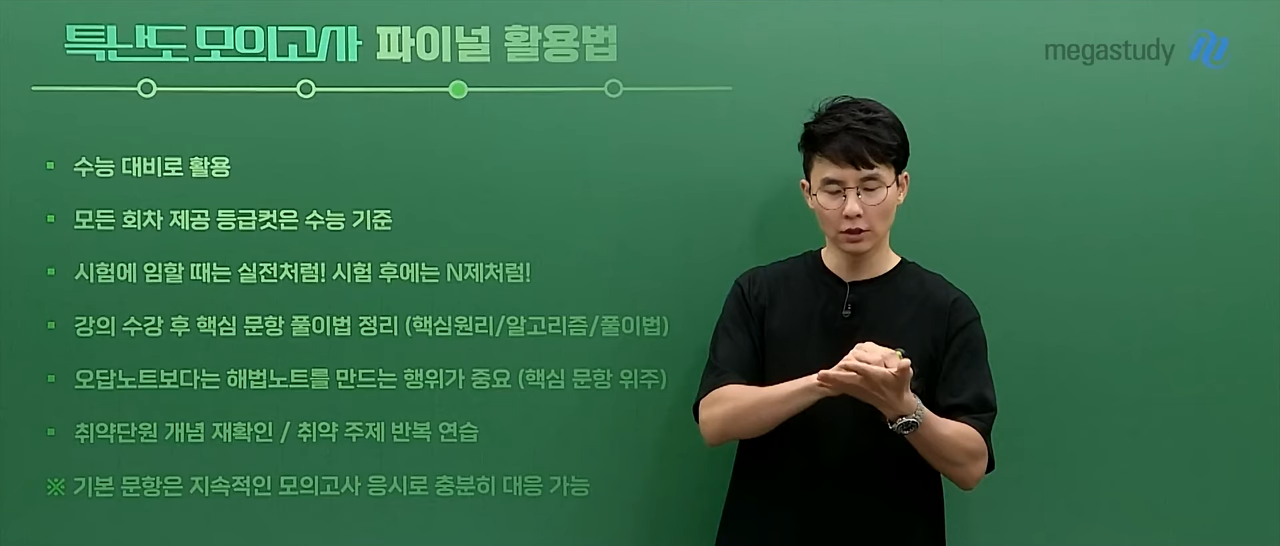 특난도 모의고사 파이널 활용법
megastudy
수능 대비로 활용
모든 회차 제공 등급컷은 수능 기준
시험에 임할 때는 실전처럼! 시험 후에는 N제처럼!
강의 수강 후 핵심 문항 풀이법 정리 (핵심원리/알고리즘/풀이법)
오답노트보다는 해법노트를 만드는 행위가 중요 (핵심 문항 위주)
취약단원 개념 재확인 / 취약 주제 반복 연습
※ 기본 문항은 지속적인 모의고사 응시로 충분히 대응 가능